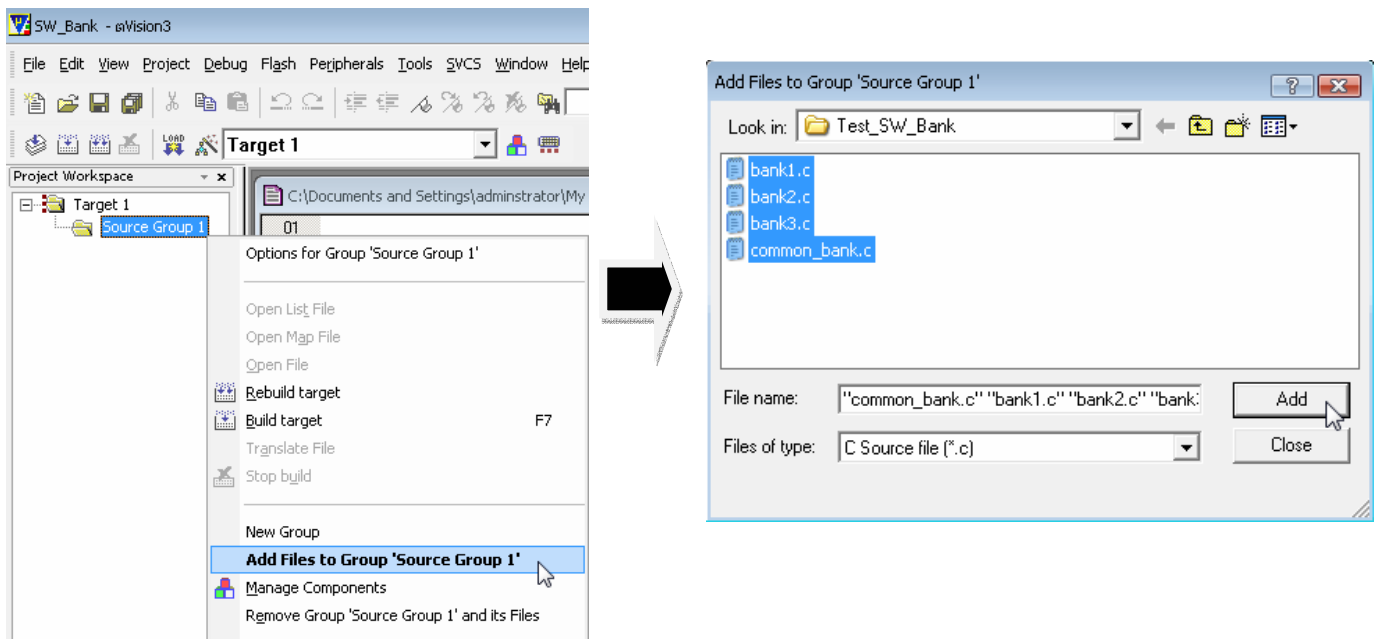 SW_Bank - ϖVision3
File Edit View Project Debug Flash Peripherals Tools SVCS Window Help
LOAD Target 1
Project Workspace
Target 1
Source Group 1
C:\Documents and Settings\adminstrator\My
01
Options for Group 'Source Group 1'
Open List File
Open Map File
Open File
Rebuild target
Build target F7
Translate File
Stop build
New Group
Add Files to Group 'Source Group 1'
Manage Components
Remove Group 'Source Group 1' and its Files
Add Files to Group 'Source Group 1'
Look in: Test_SW_Bank
bank1.c
bank2.c
bank3.c
common_bank.c
File name: "common_bank.c" "bank1.c" "bank2.c" "bank
Add
Files of type: C Source file (*.c)
Close